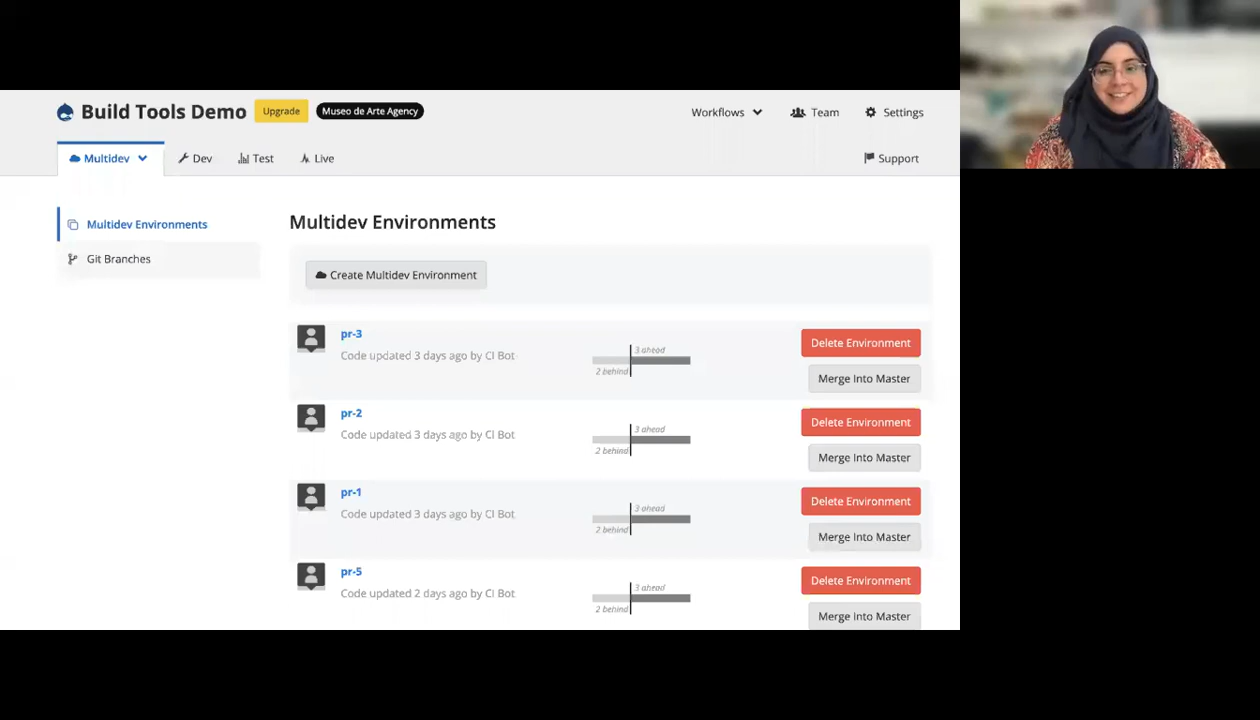 Build Tools Demo Upgrade Museo de Arte Agency Workflows Team Settings
Multidev Dev Test Live Support
Multidev Environments
Git Branches
Multidev Environments
Create Multidev Environment
pr-3
Code updated 3 days ago by CI Bot
3 ahead
2 behind
Delete Environment
Merge Into Master
pr-2
Code updated 3 days ago by CI Bot
3 ahead
2 behind
Delete Environment
Merge Into Master
pr-1
Code updated 3 days ago by CI Bot
3 ahead
2 behind
Delete Environment
Merge Into Master
pr-5
Code updated 2 days ago by CI Bot
3 ahead
2 behind
Delete Environment
Merge Into Master